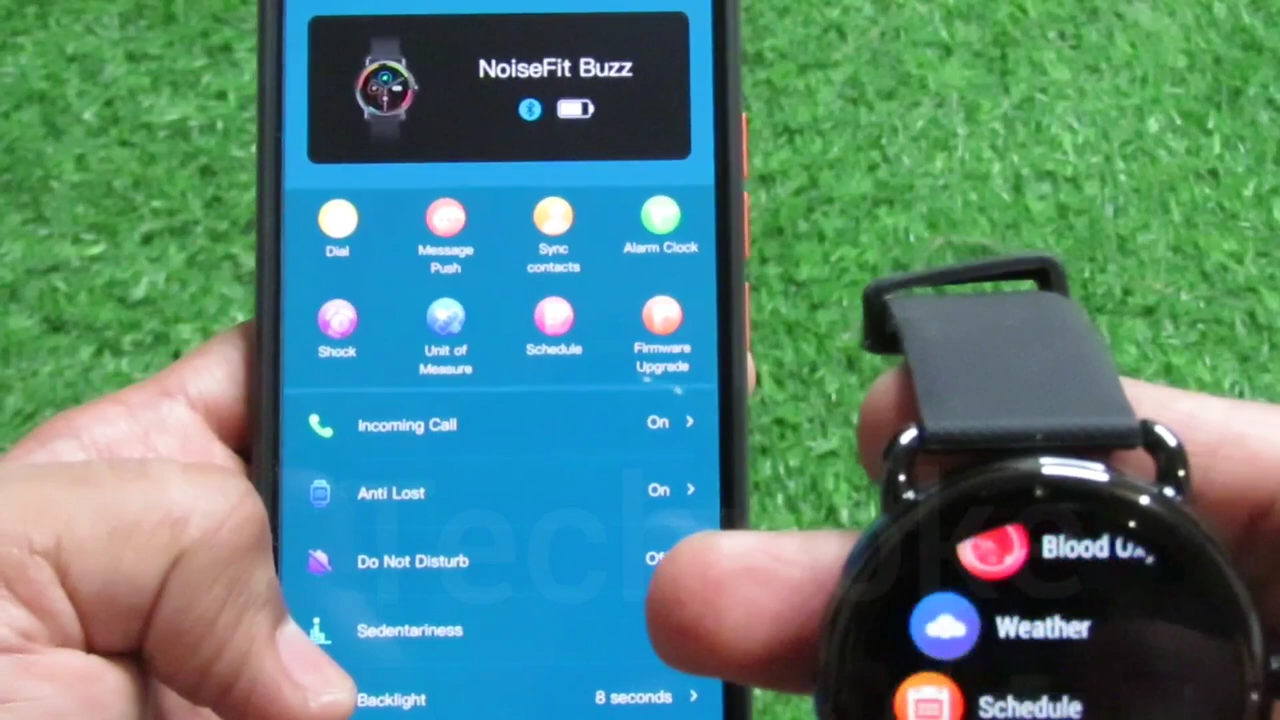 NoiseFit Buzz
Dial
Message
Push
Sync
contacts
Alarm Clock
Shock
Unit of
Measure
Schedule
Firmware
Upgrade
Incoming Call
On
Anti Lost
On
Do Not Disturb
Sedentariness
Backlight
8 seconds
Blood
Weather
Schedule